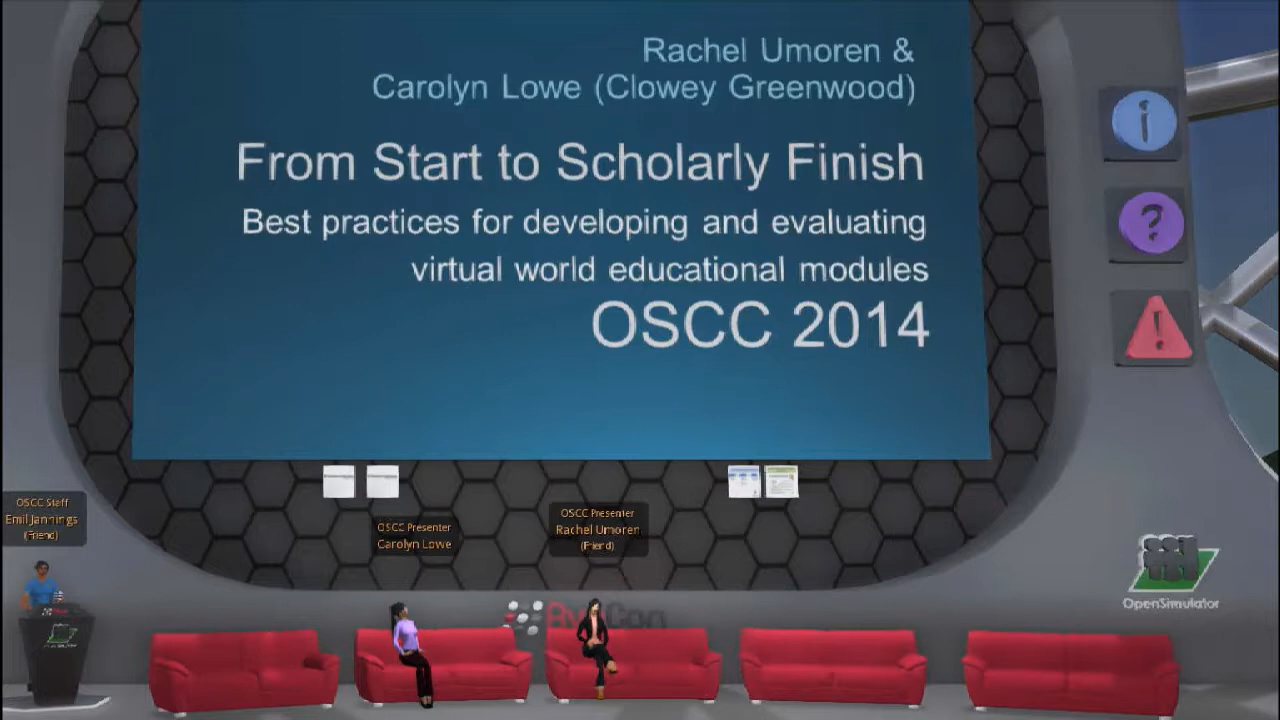 Rachel Umoren &
Carolyn Lowe (Clowey Greenwood)
From Start to Scholarly Finish
Best practices for developing and evaluating
virtual world educational modules
OSCC 2014
i
?
!
OSCC Staff
Emil Jannings
(Friend)
OSCC Presenter
Carolyn Lowe
OSCC Presenter
Rachel Umoren
(Friend)
OpenSimulator